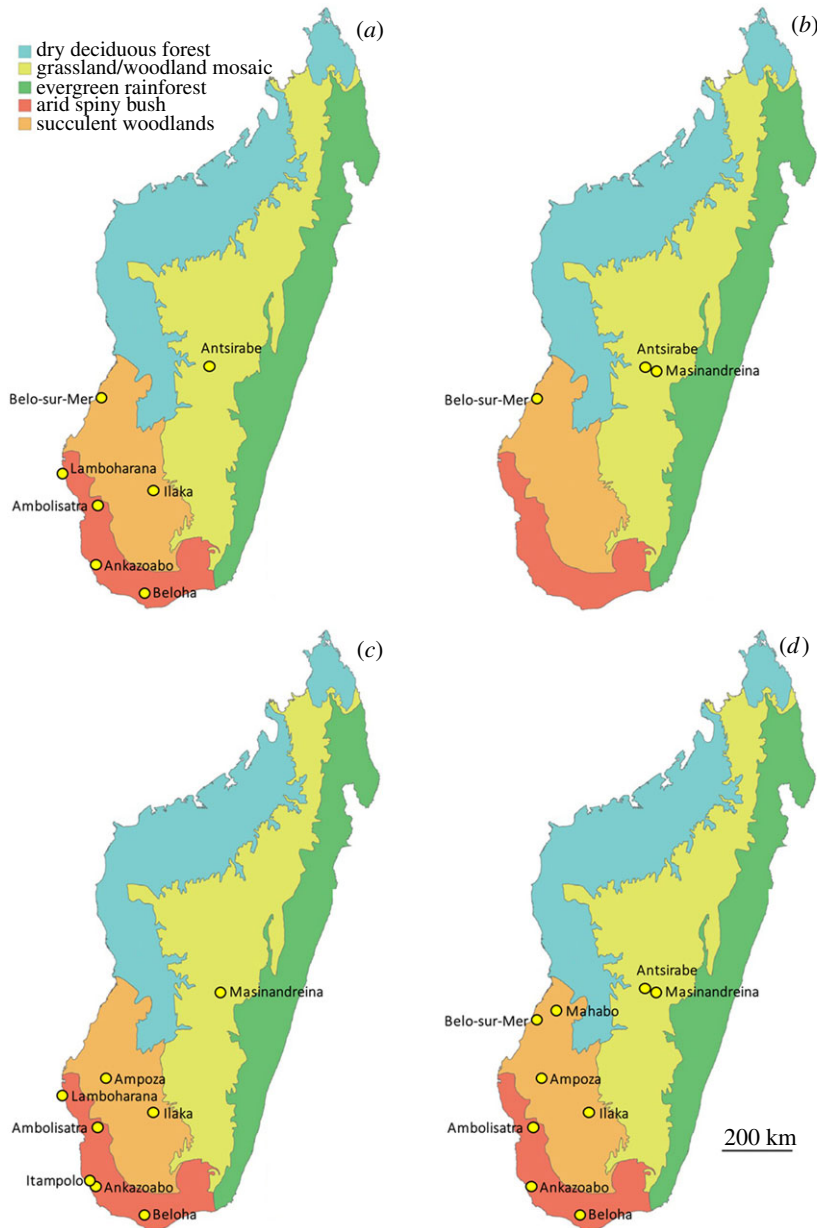 (a)
dry deciduous forest
grassland/woodland mosaic
evergreen rainforest
arid spiny bush
succulent woodlands
Antsirabe
Belo-sur-Mer
Lamboharana
Ilaka
Ambolisatra
Ankazoabo
Beloha
(b)
Antsirabe
Masinandreina
Belo-sur-Mer
(c)
Masinandreina
Ampoza
Lamboharana
Ilaka
Ambolisatra
Itampolo
Ankazoabo
Beloha
(d)
Antsirabe
Masinandreina
Mahabo
Belo-sur-Mer
Ampoza
Ilaka
Ambolisatra
200 km
Ankazoabo
Beloha